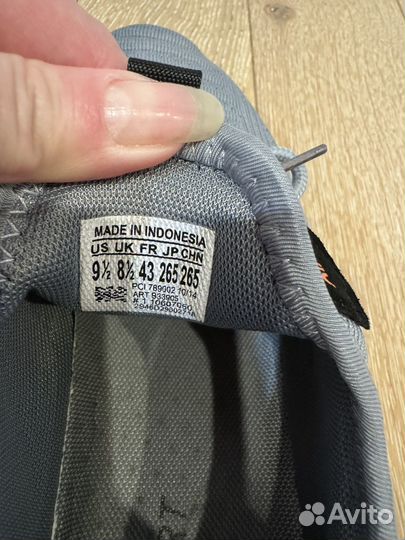 MADE IN INDONESIA
US UK FR JP CHN
9½ 8½ 43 265 265
PCI 789002 10/14
ART B33905
Avito